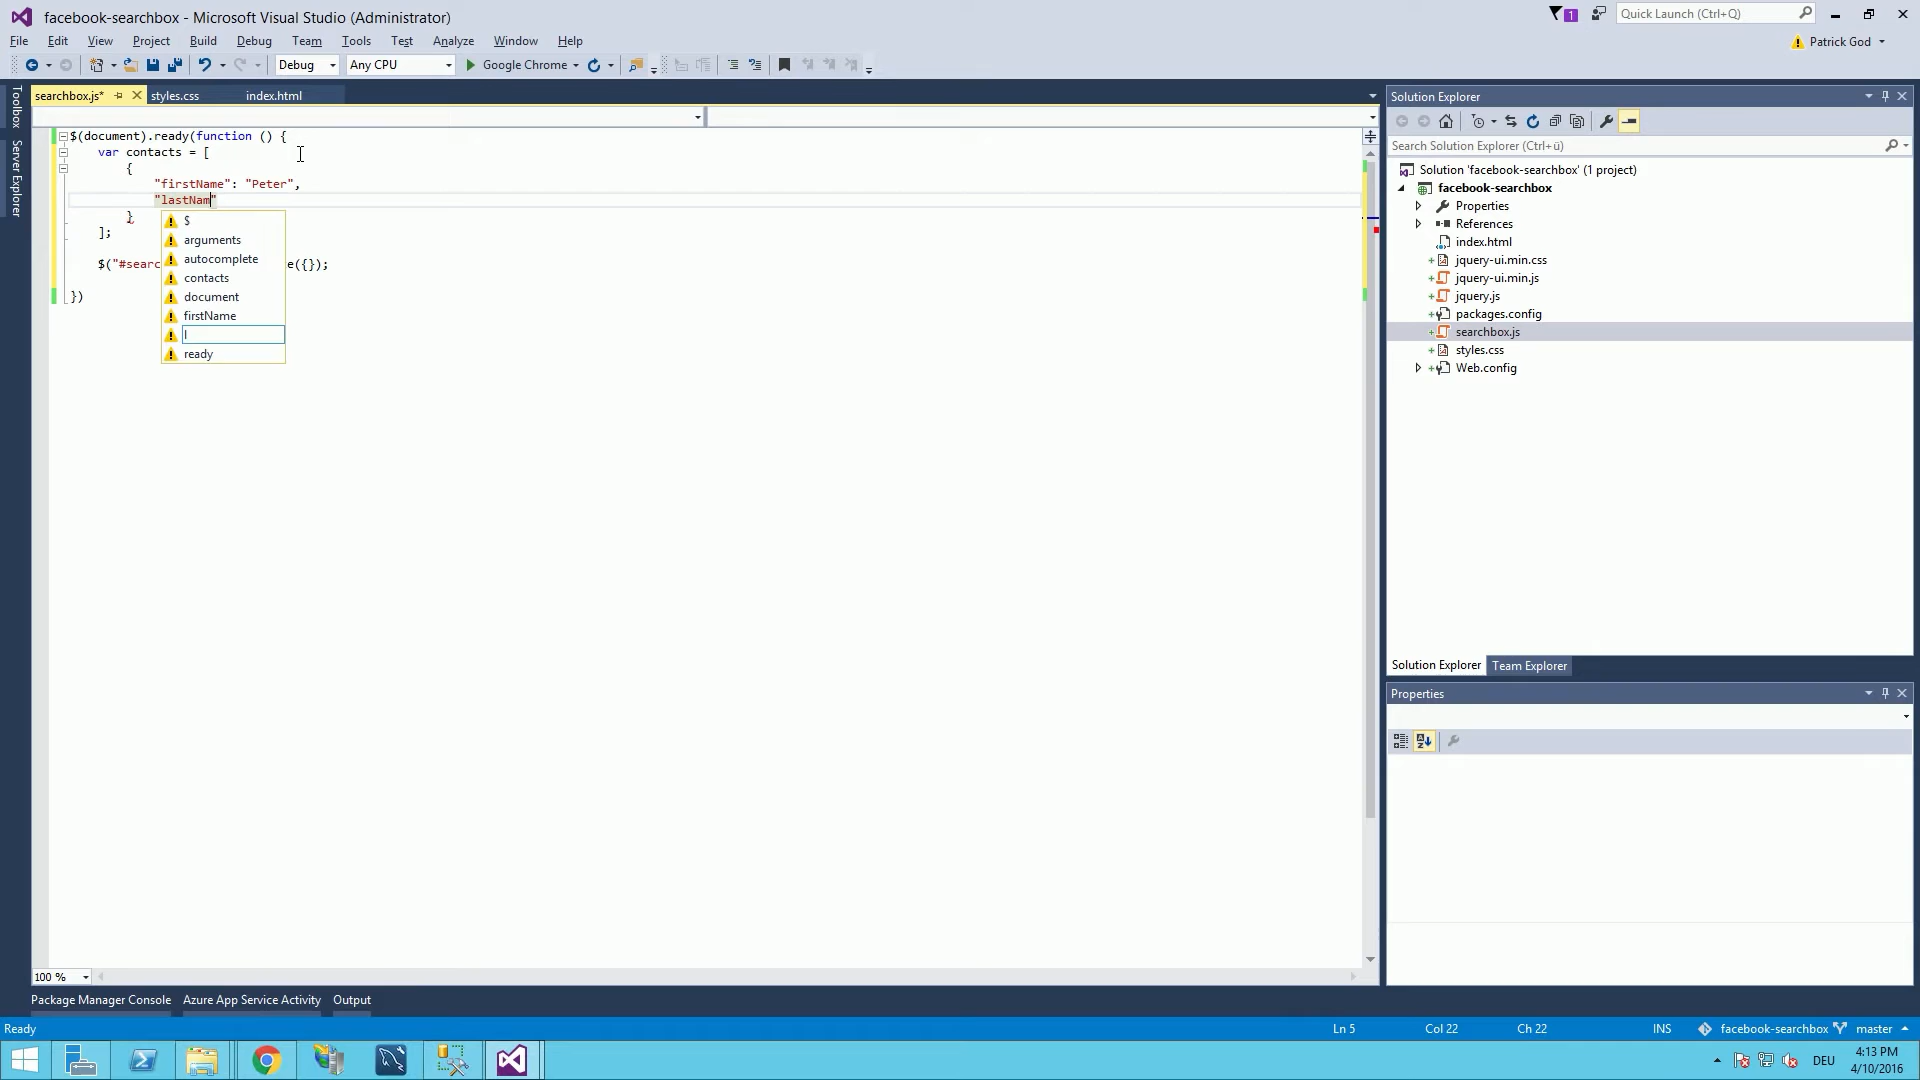 facebook-searchbox - Microsoft Visual Studio (Administrator)
1
Quick Launch (Ctrl+Q)
File Edit View Project Build Debug Team Tools Test Analyze Window Help
Patrick God
Debug Any CPU Google Chrome
Toolbox
Server Explorer
searchbox.js* styles.css index.html
$(document).ready(function () {
var contacts = [
{
"firstName": "Peter",
"lastNam"
}
];
$("#searc e({});
})
$
arguments
autocomplete
contacts
document
firstName
l
ready
100 %
Solution Explorer
Search Solution Explorer (Ctrl+ü)
Solution 'facebook-searchbox' (1 project)
facebook-searchbox
Properties
References
index.html
jquery-ui.min.css
jquery-ui.min.js
jquery.js
packages.config
searchbox.js
styles.css
Web.config
Solution Explorer Team Explorer
Properties
Package Manager Console Azure App Service Activity Output
Ready Ln 5 Col 22 Ch 22 INS facebook-searchbox master
DEU
4:13 PM
4/10/2016